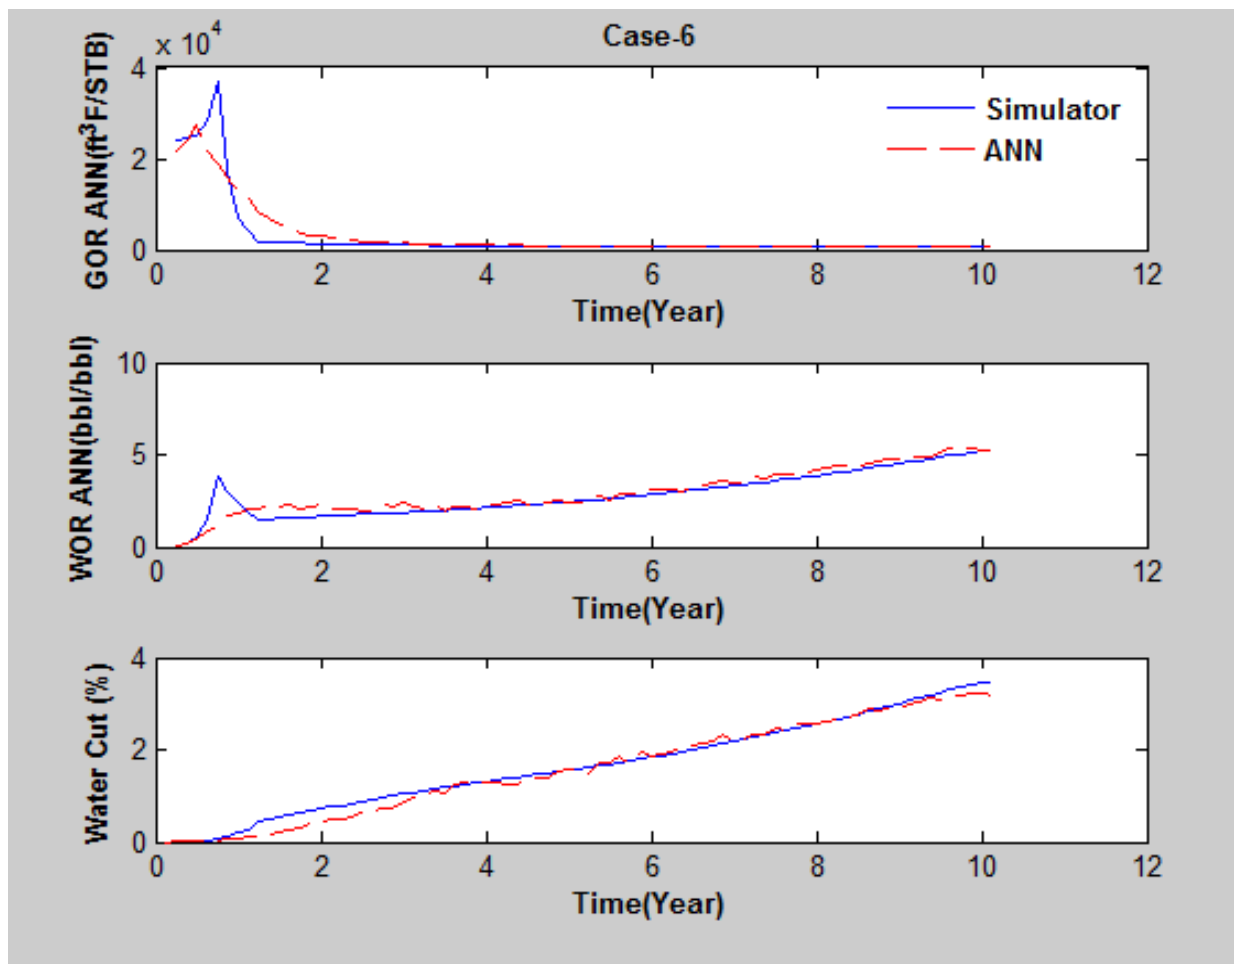 Case-6
x 10^4
GOR ANN(ft³F/STB)
4
2
0
Simulator
ANN
0 2 4 6 8 10 12
Time(Year)
WOR ANN(bbl/bbl)
10
5
0
0 2 4 6 8 10 12
Time(Year)
Water Cut (%)
4
2
0
0 2 4 6 8 10 12
Time(Year)